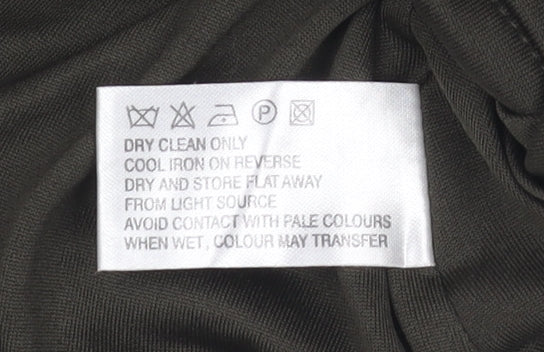 P
DRY CLEAN ONLY
COOL IRON ON REVERSE
DRY AND STORE FLAT AWAY
FROM LIGHT SOURCE
AVOID CONTACT WITH PALE COLOURS
WHEN WET, COLOUR MAY TRANSFER